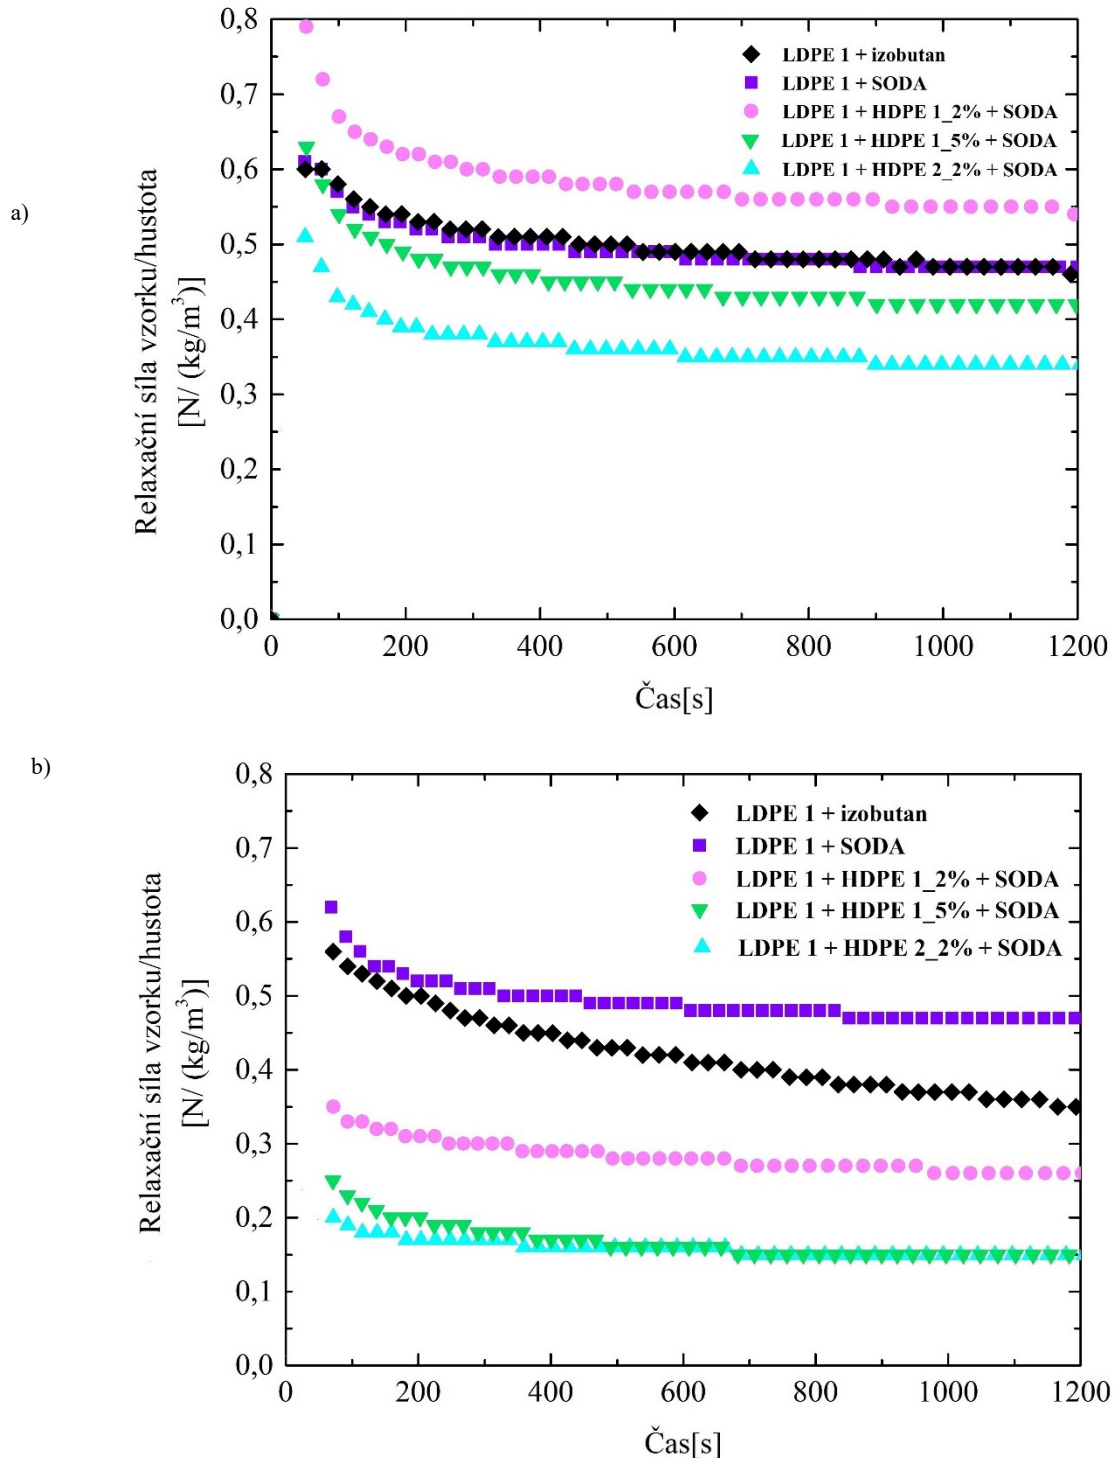 a)
Relaxační síla vzorku/hustota
[N/ (kg/m³)]
0,8
0,7
0,6
0,5
0,4
0,3
0,2
0,1
0,0
LDPE 1 + izobutan
LDPE 1 + SODA
LDPE 1 + HDPE 1_2% + SODA
LDPE 1 + HDPE 1_5% + SODA
LDPE 1 + HDPE 2_2% + SODA
0 200 400 600 800 1000 1200
Čas[s]
b)
Relaxační síla vzorku/hustota
[N/ (kg/m³)]
0,8
0,7
0,6
0,5
0,4
0,3
0,2
0,1
0,0
LDPE 1 + izobutan
LDPE 1 + SODA
LDPE 1 + HDPE 1_2% + SODA
LDPE 1 + HDPE 1_5% + SODA
LDPE 1 + HDPE 2_2% + SODA
0 200 400 600 800 1000 1200
Čas[s]